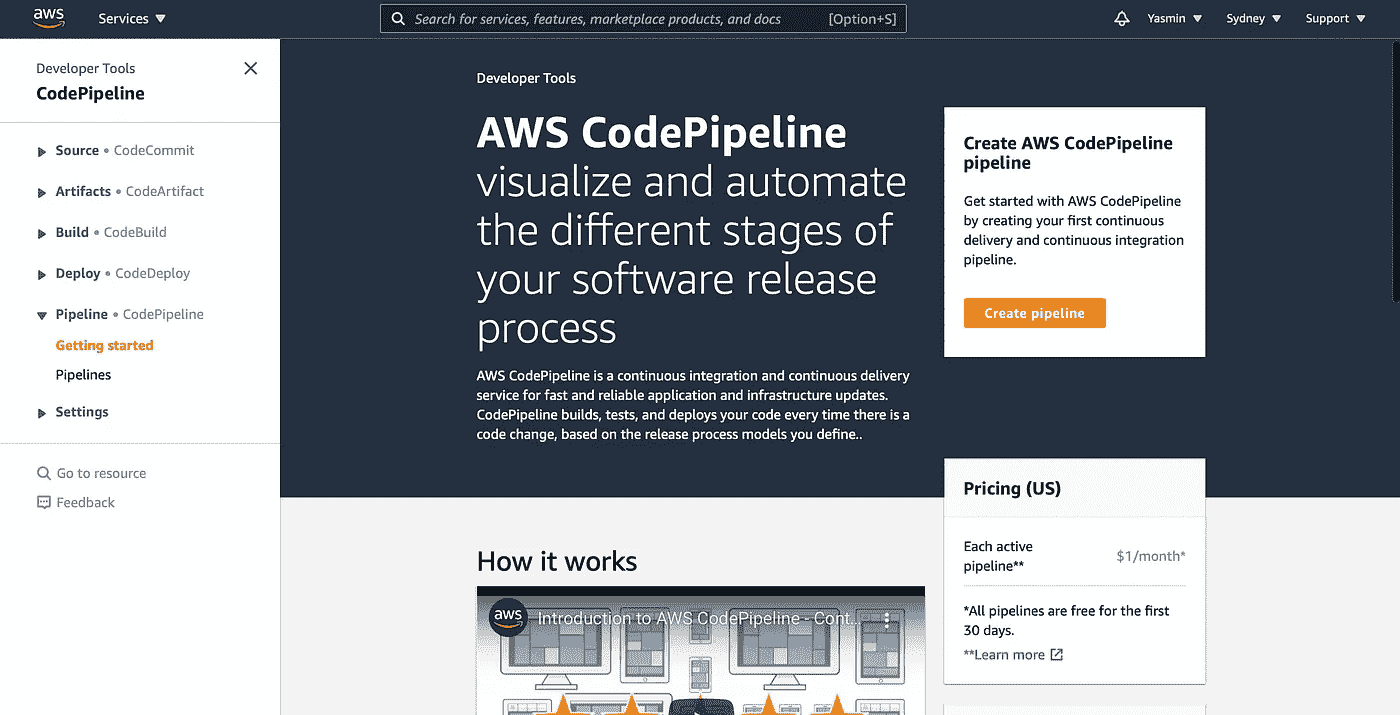 aws
Services
Search for services, features, marketplace products, and docs [Option+S]
Yasmin
Sydney
Support
Developer Tools
CodePipeline
Source • CodeCommit
Artifacts • CodeArtifact
Build • CodeBuild
Deploy • CodeDeploy
Pipeline • CodePipeline
Getting started
Pipelines
Settings
Go to resource
Feedback
Developer Tools
AWS CodePipeline
visualize and automate
the different stages of
your software release
process
AWS CodePipeline is a continuous integration and continuous delivery
service for fast and reliable application and infrastructure updates.
CodePipeline builds, tests, and deploys your code every time there is a
code change, based on the release process models you define..
Create AWS CodePipeline
pipeline
Get started with AWS CodePipeline
by creating your first continuous
delivery and continuous integration
pipeline.
Create pipeline
Pricing (US)
Each active
pipeline**
$1/month*
*All pipelines are free for the first
30 days.
**Learn more
How it works
aws
Introduction to AWS CodePipeline - Cont...